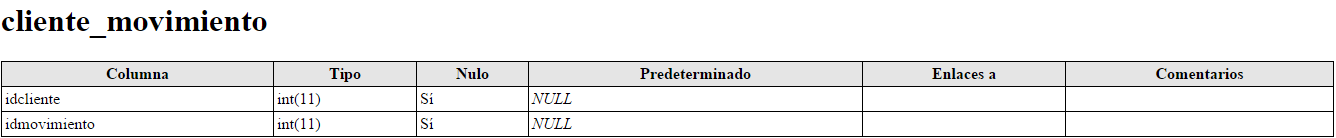 cliente_movimiento
Columna Tipo Nulo Predeterminado Enlaces a Comentarios
idcliente int(11) Sí NULL
idmovimiento int(11) Sí NULL